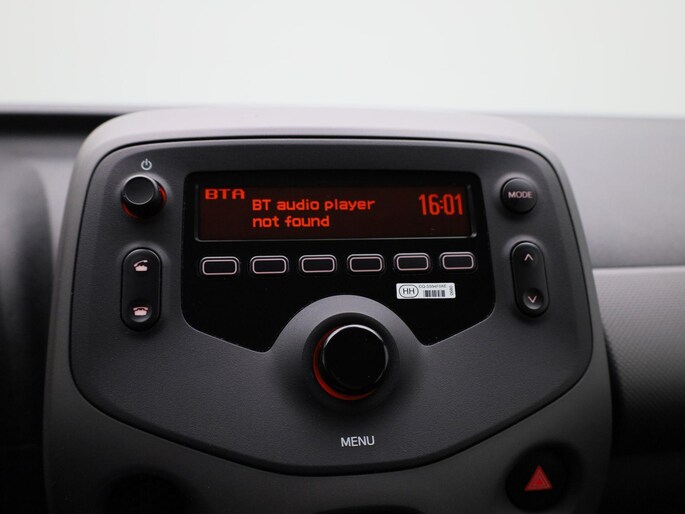 BTA
BT audio player
not found
16:01
MODE
HH
MENU